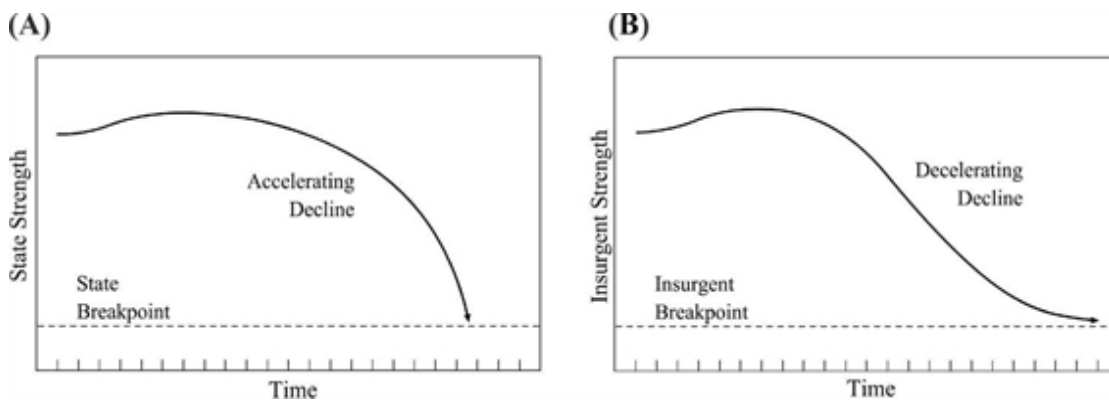 (A)
State Strength
Accelerating
Decline
State
Breakpoint
Time
(B)
Insurgent Strength
Decelerating
Decline
Insurgent
Breakpoint
Time